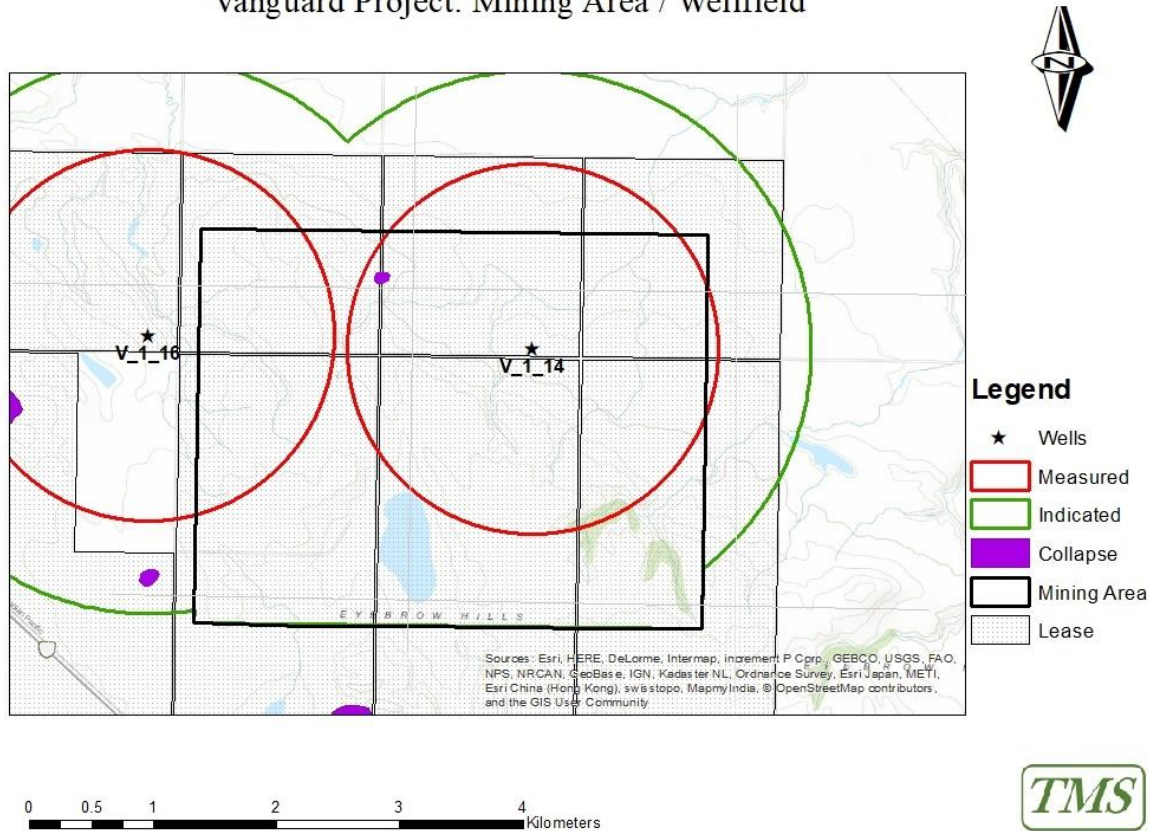 Vanguard Project: Mining Area / Wellfield
N
V_1_16
V_1_14
EYEBROW HILLS
Sources: Esri, HERE, DeLorme, Intermap, increment P Corp., GEBCO, USGS, FAO,
NPS, NRCAN, GeoBase, IGN, Kadaster NL, Ordnance Survey, Esri Japan, METI,
Esri China (Hong Kong), swisstopo, MapmyIndia, © OpenStreetMap contributors,
and the GIS User Community
Legend
Wells
Measured
Indicated
Collapse
Mining Area
Lease
0 0.5 1 2 3 4
Kilometers
TMS